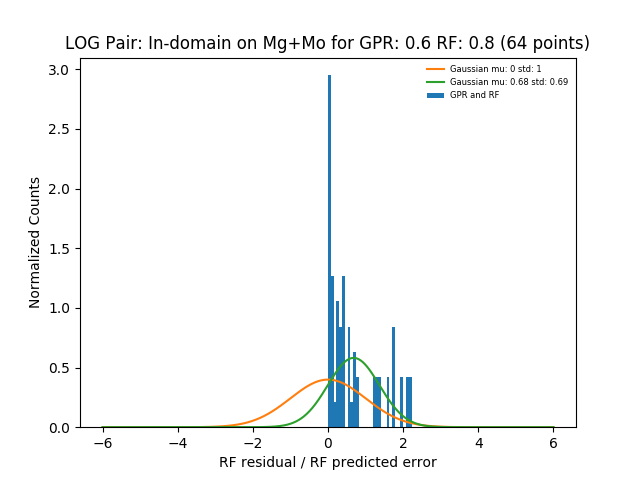 LOG Pair: In-domain on Mg+Mo for GPR: 0.6 RF: 0.8 (64 points)
Gaussian mu: 0 std: 1
Gaussian mu: 0.68 std: 0.69
GPR and RF
Normalized Counts
3.0
2.5
2.0
1.5
1.0
0.5
0.0
−6 −4 −2 0 2 4 6
RF residual / RF predicted error